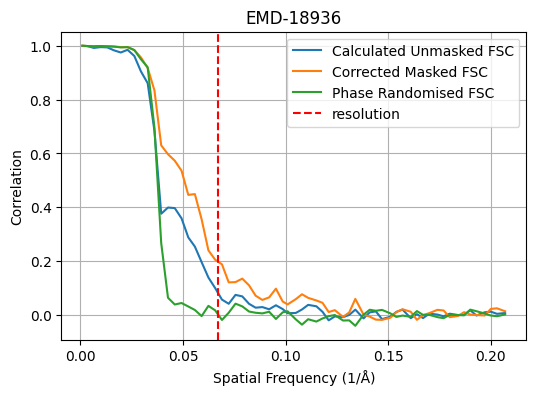 EMD-18936
1.0
0.8
0.6
0.4
0.2
0.0
Correlation
Calculated Unmasked FSC
Corrected Masked FSC
Phase Randomised FSC
resolution
0.00
0.05
0.10
0.15
0.20
Spatial Frequency (1/Å)